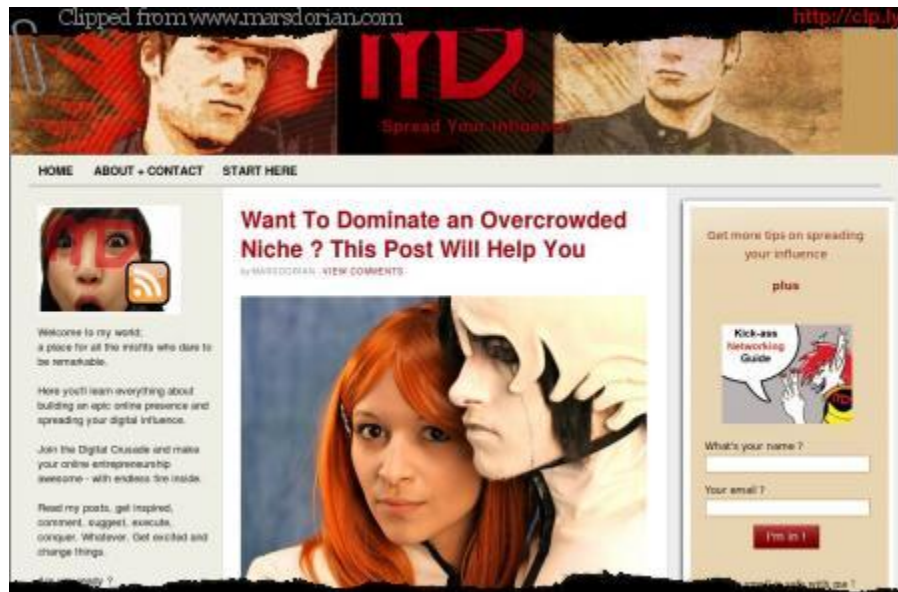 Clipped from www.marsdorian.com
http://clp.ly
MD
Spread Your Influence
HOME ABOUT + CONTACT START HERE
MD
Welcome to my world;
a place for all the misfits who dare to
be remarkable.
Here you'll learn everything about
building an epic online presence and
spreading your digital influence.
Join the Digital Crusade and make
your online entrepreneurship
awesome - with endless fire inside.
Read my posts, get inspired,
comment, suggest, execute,
conquer. Whatever. Get excited and
change things.
Want To Dominate an Overcrowded
Niche ? This Post Will Help You
by MARSDORIAN · VIEW COMMENTS
Get more tips on spreading
your influence
plus
Kick-ass
Networking
Guide
What's your name ?
Your email ?
I'm in !
safe with me !